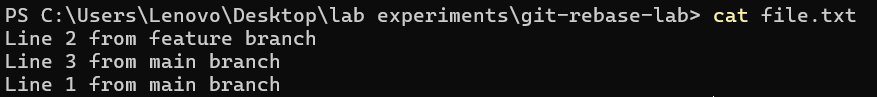 PS C:\Users\Lenovo\Desktop\lab experiments\git-rebase-lab> cat file.txt
Line 2 from feature branch
Line 3 from main branch
Line 1 from main branch